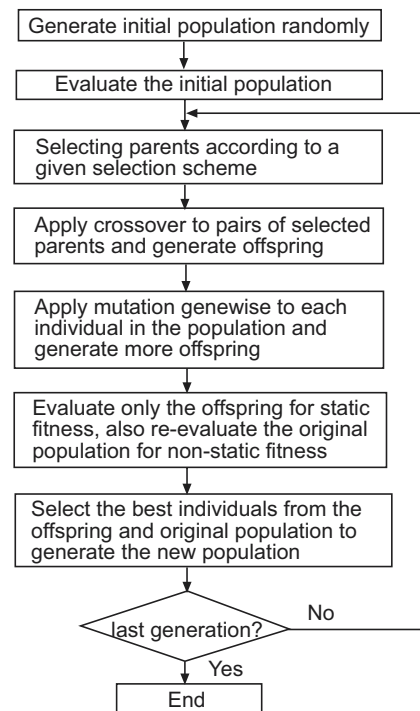 Generate initial population randomly
Evaluate the initial population
Selecting parents according to a
given selection scheme
Apply crossover to pairs of selected
parents and generate offspring
Apply mutation genewise to each
individual in the population and
generate more offspring
Evaluate only the offspring for static
fitness, also re-evaluate the original
population for non-static fitness
Select the best individuals from the
offspring and original population to
generate the new population
last generation?
No
Yes
End